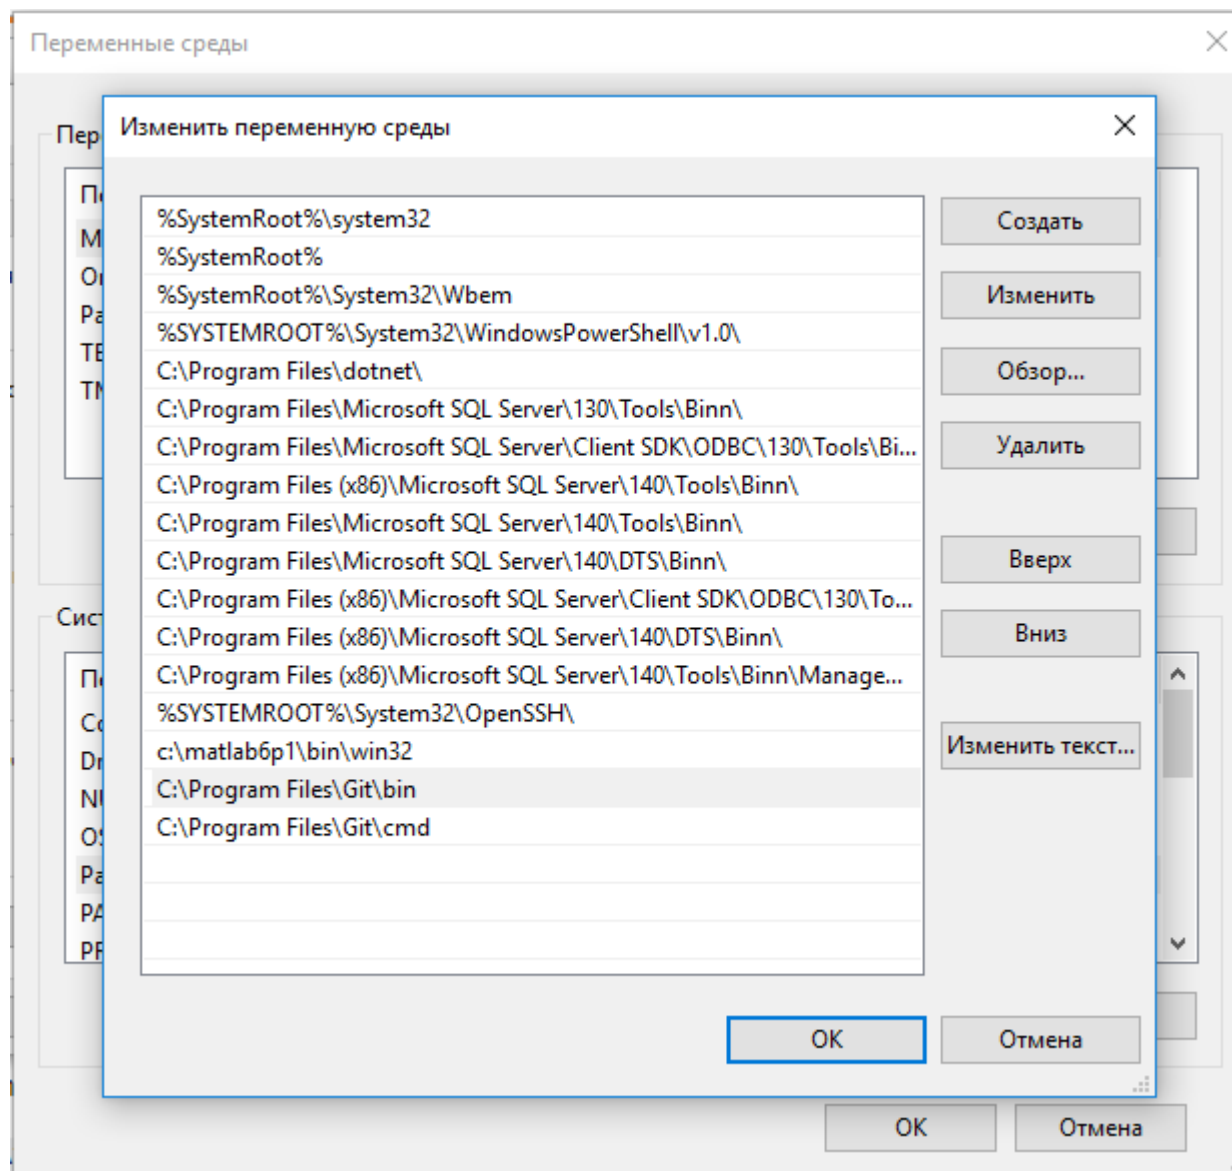 Переменные среды
Изменить переменную среды
%SystemRoot%\system32
%SystemRoot%
%SystemRoot%\System32\Wbem
%SYSTEMROOT%\System32\WindowsPowerShell\v1.0\
C:\Program Files\dotnet\
C:\Program Files\Microsoft SQL Server\130\Tools\Binn\
C:\Program Files\Microsoft SQL Server\Client SDK\ODBC\130\Tools\Bi...
C:\Program Files (x86)\Microsoft SQL Server\140\Tools\Binn\
C:\Program Files\Microsoft SQL Server\140\Tools\Binn\
C:\Program Files\Microsoft SQL Server\140\DTS\Binn\
C:\Program Files (x86)\Microsoft SQL Server\Client SDK\ODBC\130\To...
C:\Program Files (x86)\Microsoft SQL Server\140\DTS\Binn\
C:\Program Files (x86)\Microsoft SQL Server\140\Tools\Binn\Manage...
%SYSTEMROOT%\System32\OpenSSH\
c:\matlab6p1\bin\win32
C:\Program Files\Git\bin
C:\Program Files\Git\cmd
Создать
Изменить
Обзор...
Удалить
Вверх
Вниз
Изменить текст...
OK
Отмена
OK
Отмена